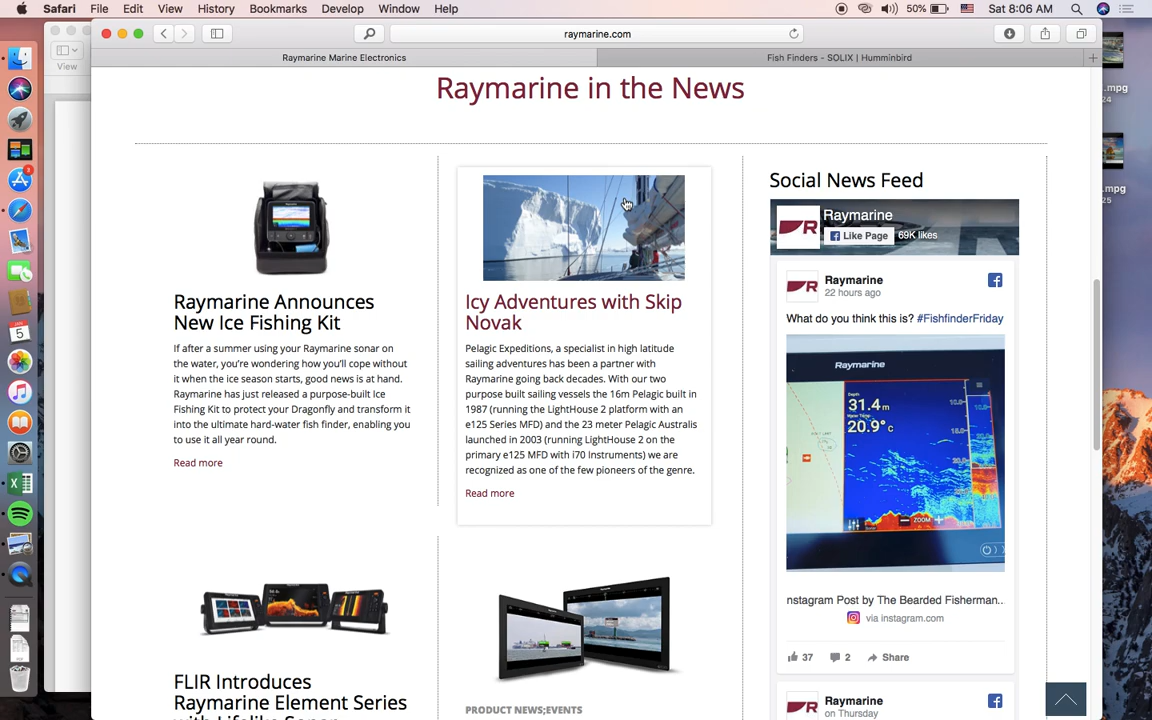 Safari File Edit View History Bookmarks Develop Window Help 50% Sat 8:06 AM
raymarine.com
View
Raymarine Marine Electronics
Fish Finders - SOLIX | Humminbird
.mpg
24
.mpg
25
Raymarine in the News
Raymarine Announces
New Ice Fishing Kit
If after a summer using your Raymarine sonar on
the water, you're wondering how you'll cope without
it when the ice season starts, good news is at hand.
Raymarine has just released a purpose-built Ice
Fishing Kit to protect your Dragonfly and transform it
into the ultimate hard-water fish finder, enabling you
to use it all year round.
Read more
Icy Adventures with Skip
Novak
Pelagic Expeditions, a specialist in high latitude
sailing adventures has been a partner with
Raymarine going back decades. With our two
purpose built sailing vessels the 16m Pelagic built in
1987 (running the LightHouse 2 platform with an
e125 Series MFD) and the 23 meter Pelagic Australis
launched in 2003 (running LightHouse 2 on the
primary e125 MFD with i70 Instruments) we are
recognized as one of the few pioneers of the genre.
Read more
Social News Feed
Raymarine
Like Page 69K likes
Raymarine
22 hours ago
What do you think this is? #FishfinderFriday
Raymarine
Depth
31.4m
20.9°c
ZOOM
nstagram Post by The Bearded Fisherman..
via instagram.com
37 2 Share
Raymarine
on Thursday
FLIR Introduces
Raymarine Element Series
with Lifelike Sonar
PRODUCT NEWS;EVENTS
JAN
5